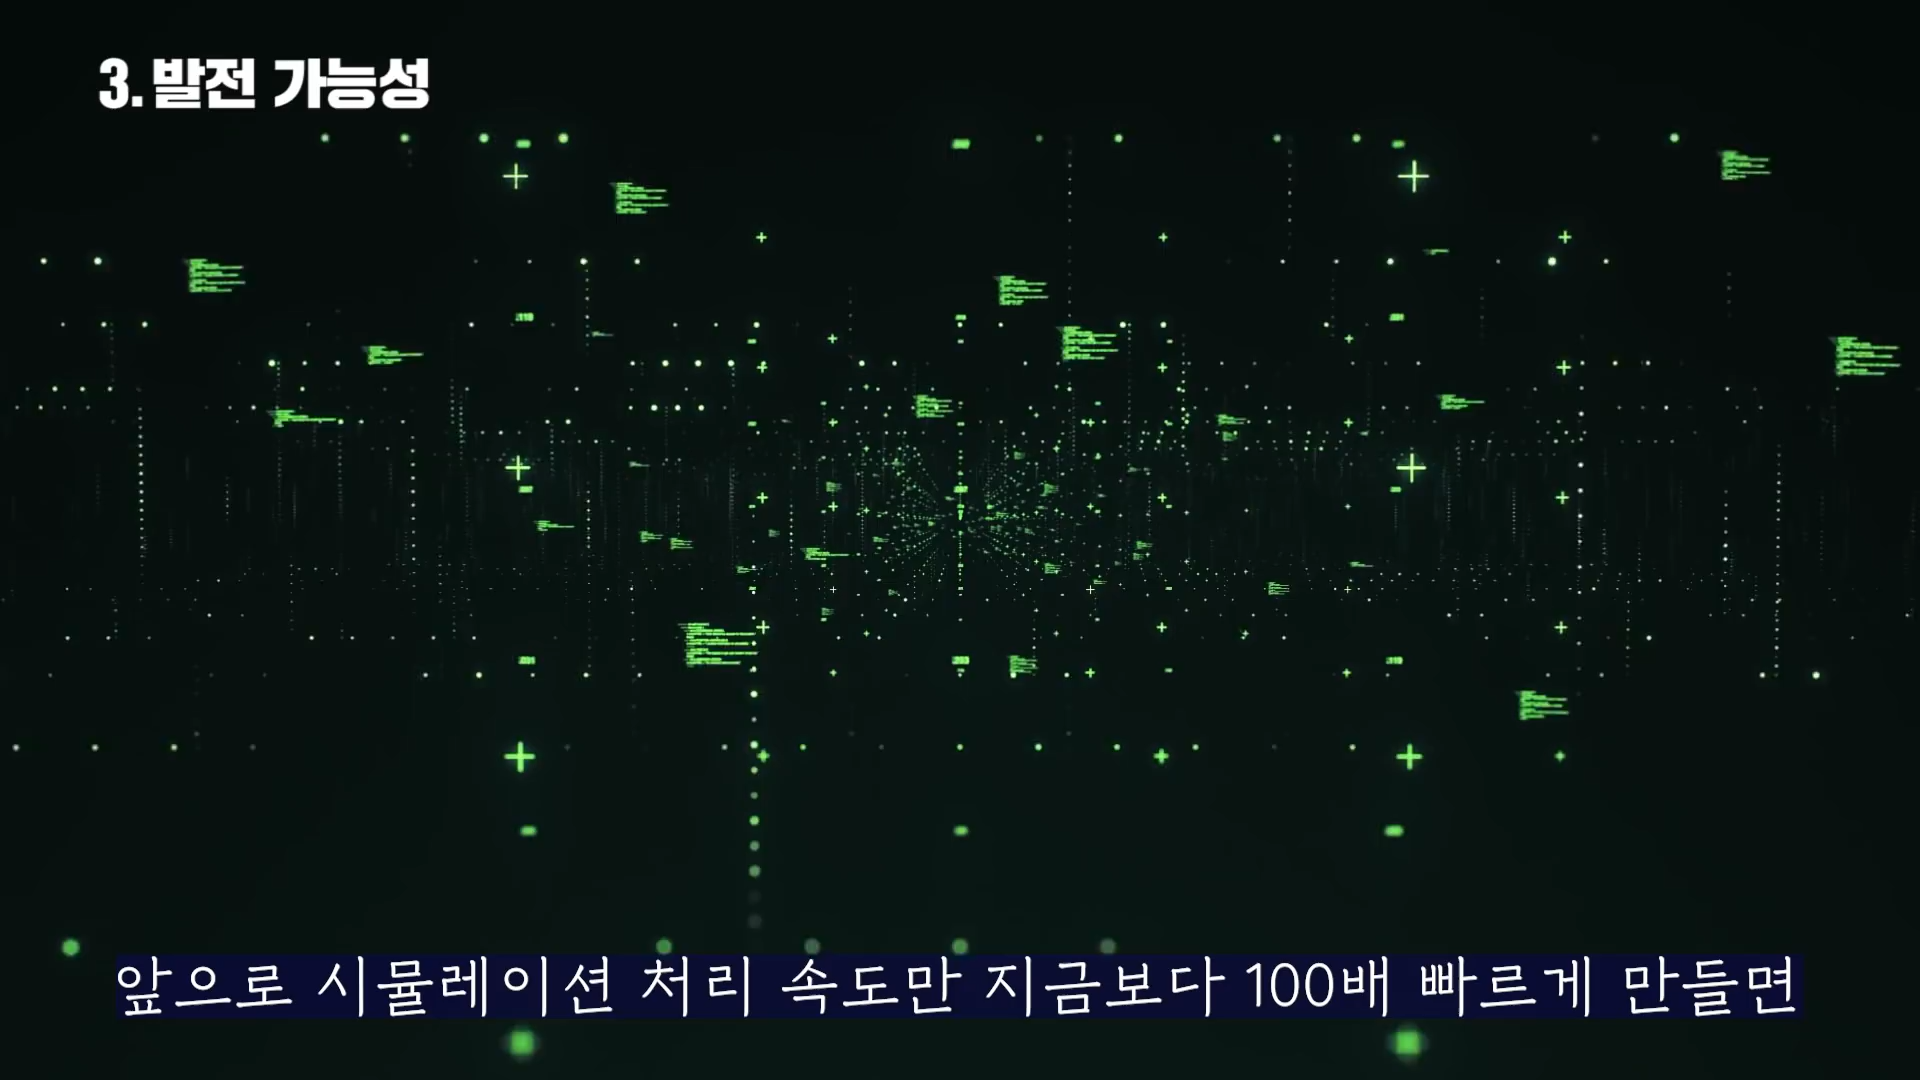 3. 발전 가능성
앞으로 시뮬레이션 처리 속도만 지금보다 100배 빠르게 만들면